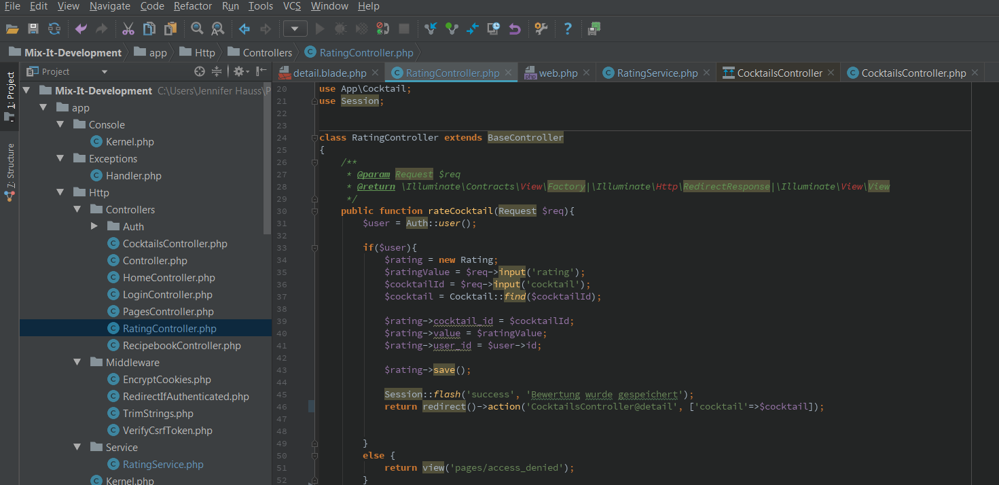 File Edit View Navigate Code Refactor Run Tools VCS Window Help
Mix-It-Development app Http Controllers RatingController.php
Project
detail.blade.php RatingController.php web.php RatingService.php CocktailsController CocktailsController.php
1: Project
7: Structure
Mix-It-Development C:\Users\Jennifer Hauss\P
app
Console
Kernel.php
Exceptions
Handler.php
Http
Controllers
Auth
CocktailsController.php
Controller.php
HomeController.php
LoginController.php
PagesController.php
RatingController.php
RecipebookController.php
Middleware
EncryptCookies.php
RedirectIfAuthenticated.php
TrimStrings.php
VerifyCsrfToken.php
Service
RatingService.php
Kernel.php
20 use App\Cocktail;
21 use Session;
22
23
24 class RatingController extends BaseController
25 {
26 /**
27 * @param Request $req
28 * @return \Illuminate\Contracts\View\Factory|\Illuminate\Http\RedirectResponse|\Illuminate\View\View
29 */
30 public function rateCocktail(Request $req){
31 $user = Auth::user();
32
33 if($user){
34 $rating = new Rating;
35 $ratingValue = $req->input('rating');
36 $cocktailId = $req->input('cocktail');
37 $cocktail = Cocktail::find($cocktailId);
38
39 $rating->cocktail_id = $cocktailId;
40 $rating->value = $ratingValue;
41 $rating->user_id = $user->id;
42
43 $rating->save();
44
45 Session::flash('success', 'Bewertung wurde gespeichert');
46 return redirect()->action('CocktailsController@detail', ['cocktail'=>$cocktail]);
47
48
49 }
50 else {
51 return view('pages/access_denied');
52 }